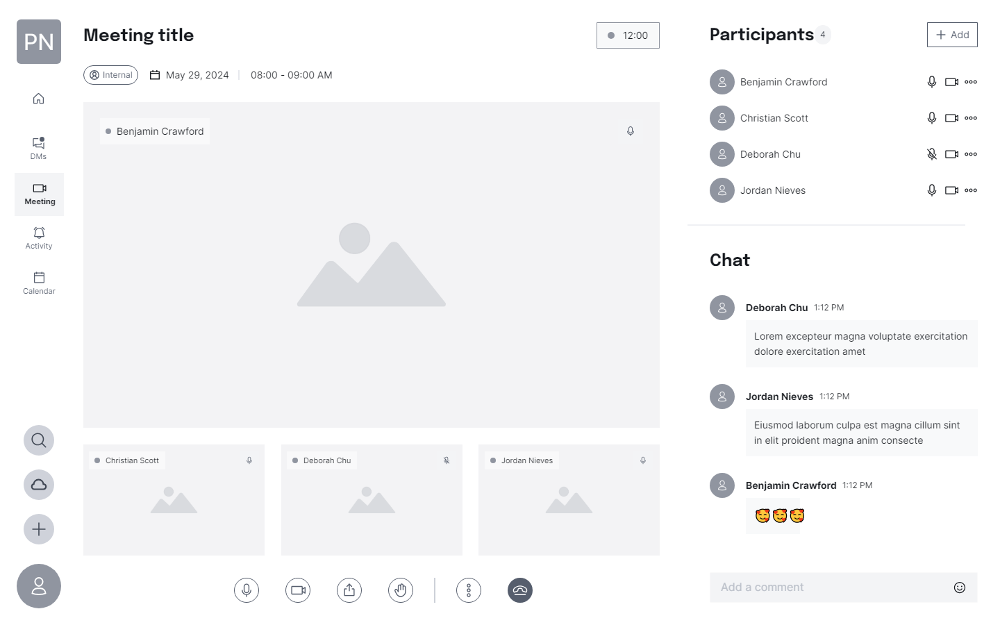 PN
DMs
Meeting
Activity
Calendar
Meeting title
12:00
Internal
May 29, 2024
08:00 - 09:00 AM
Benjamin Crawford
Christian Scott
Deborah Chu
Jordan Nieves
Participants 4
Add
Benjamin Crawford
Christian Scott
Deborah Chu
Jordan Nieves
Chat
Deborah Chu 1:12 PM
Lorem excepteur magna voluptate exercitation
dolore exercitation amet
Jordan Nieves 1:12 PM
Eiusmod laborum culpa est magna cillum sint
in elit proident magna anim consecte
Benjamin Crawford 1:12 PM
🥰🥰🥰
Add a comment